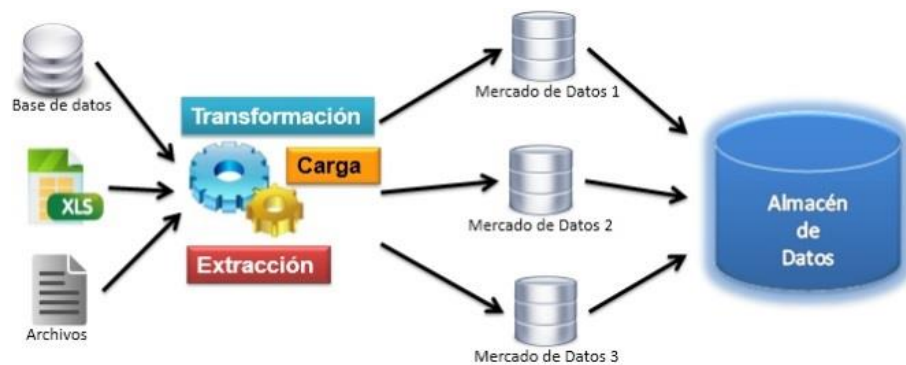 Base de datos
XLS
Archivos
Transformación
Carga
Extracción
Mercado de Datos 1
Mercado de Datos 2
Mercado de Datos 3
Almacén
de
Datos